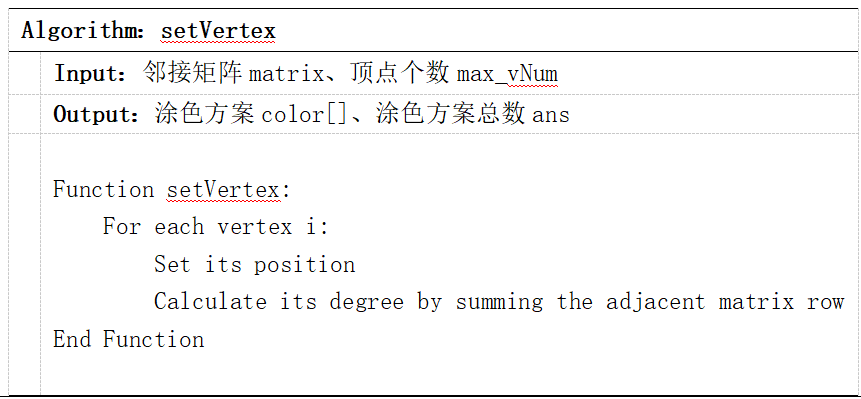 Algorithm: setVertex
Input: 邻接矩阵 matrix、顶点个数 max_vNum
Output: 涂色方案 color[]、涂色方案总数 ans
Function setVertex:
For each vertex i:
Set its position
Calculate its degree by summing the adjacent matrix row
End Function